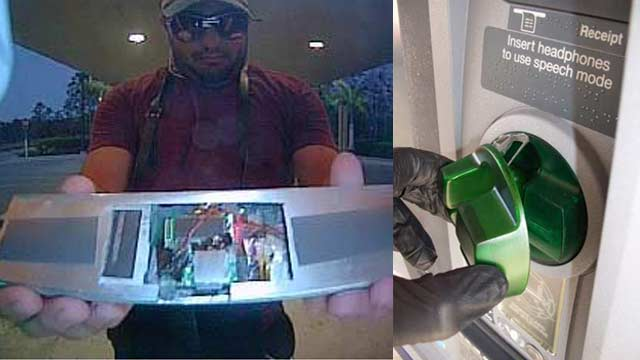 Receipt
Insert headphones
to use speech mode